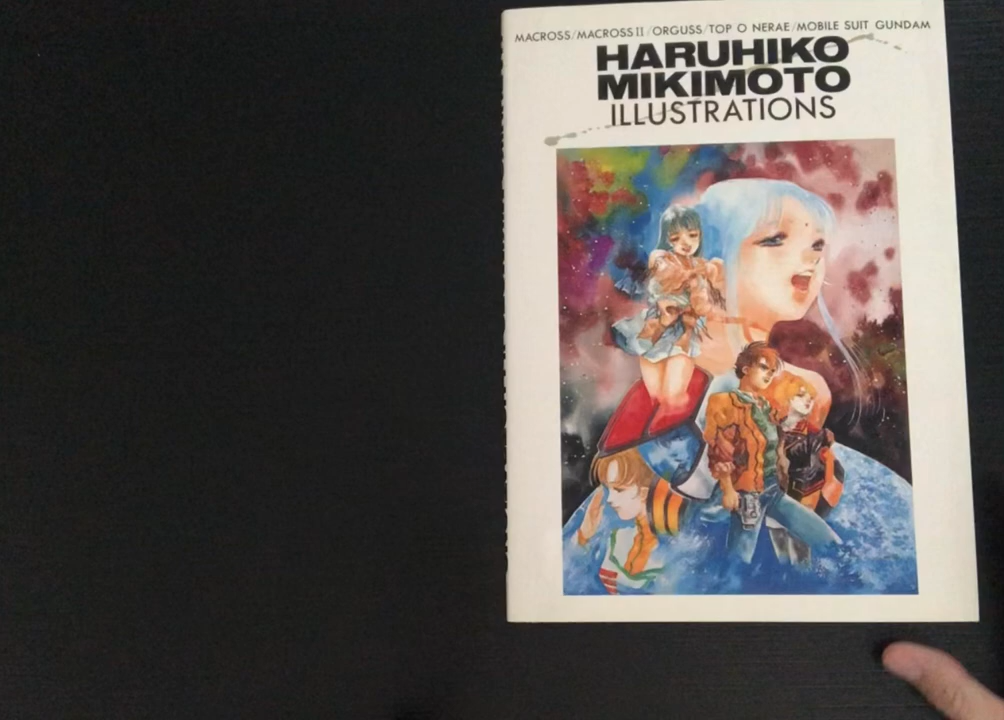 MACROSS/MACROSS II/ORGUSS/TOP O NERAE/MOBILE SUIT GUNDAM
HARUHIKO
MIKIMOTO
ILLUSTRATIONS